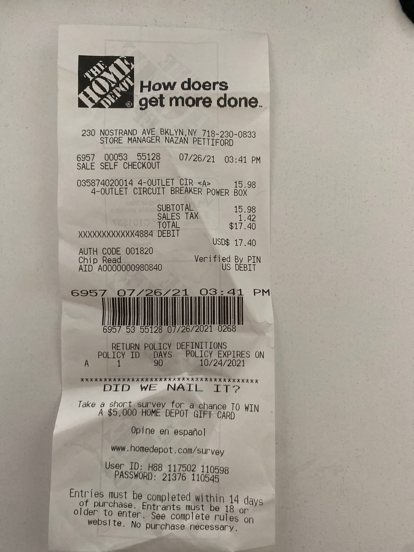 THE
HOME
DEPOT
How doers
get more done.
230 NOSTRAND AVE BKLYN,NY 718-230-0833
STORE MANAGER NAZAN PETTIFORD
6957 00053 55128 07/26/21 03:41 PM
SALE SELF CHECKOUT
035874020014 4-OUTLET CIR <A> 15.98
4-OUTLET CIRCUIT BREAKER POWER BOX
SUBTOTAL 15.98
SALES TAX 1.42
TOTAL $17.40
XXXXXXXXXXXX4884 DEBIT
USD$ 17.40
AUTH CODE 001820
Chip Read Verified By PIN
AID A0000000980840 US DEBIT
6957 07/26/21 03:41 PM
6957 53 55128 07/26/2021 0268
RETURN POLICY DEFINITIONS
POLICY ID DAYS POLICY EXPIRES ON
A 1 90 10/24/2021
DID WE NAIL IT?
Take a short survey for a chance TO WIN
A $5,000 HOME DEPOT GIFT CARD
Opine en español
www.homedepot.com/survey
User ID: H88 117502 110598
PASSWORD: 21376 110545
Entries must be completed within 14 days
of purchase. Entrants must be 18 or
older to enter. See complete rules on
website. No purchase necessary.